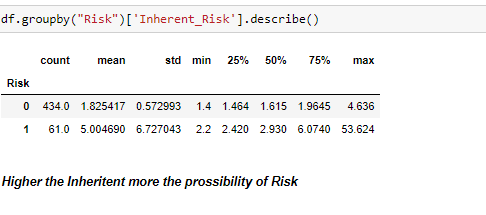 df.groupby("Risk")['Inherent_Risk'].describe()
count mean std min 25% 50% 75% max
Risk
0 434.0 1.825417 0.572993 1.4 1.464 1.615 1.9645 4.636
1 61.0 5.004690 6.727043 2.2 2.420 2.930 6.0740 53.624
Higher the Inheritent more the prossibility of Risk